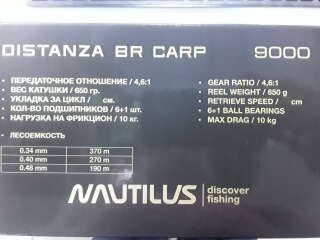 DISTANZA BR CARP 9000
• ПЕРЕДАТОЧНОЕ ОТНОШЕНИЕ / 4,6:1
• ВЕС КАТУШКИ / 650 гр.
• УКЛАДКА ЗА ЦИКЛ / см.
• КОЛ-ВО ПОДШИПНИКОВ / 6+1 шт.
• НАГРУЗКА НА ФРИКЦИОН / 10 кг.
• ЛЕСОЕМКОСТЬ
0.34 mm 370 m
0.40 mm 270 m
0.48 mm 190 m
• GEAR RATIO / 4,6:1
• REEL WEIGHT / 650 g
• RETRIEVE SPEED / cm
• 6+1 BALL BEARINGS
• MAX DRAG / 10 kg
NAUTILUS
discover
fishing